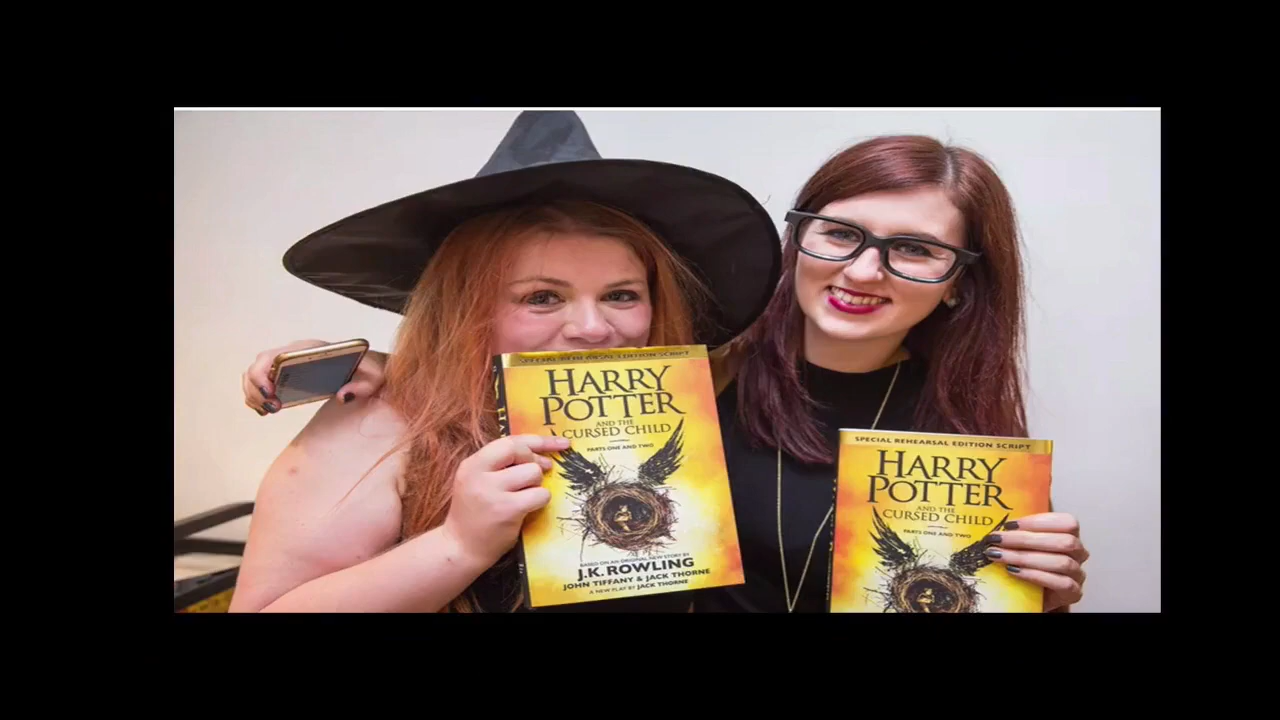 SPECIAL REHEARSAL EDITION SCRIPT
HARRY
POTTER
AND THE
CURSED CHILD
PARTS ONE AND TWO
BASED ON AN ORIGINAL NEW STORY BY
J.K. ROWLING
JOHN TIFFANY & JACK THORNE
A NEW PLAY BY JACK THORNE
SPECIAL REHEARSAL EDITION SCRIPT
HARRY
POTTER
AND THE
CURSED CHILD
PARTS ONE AND TWO